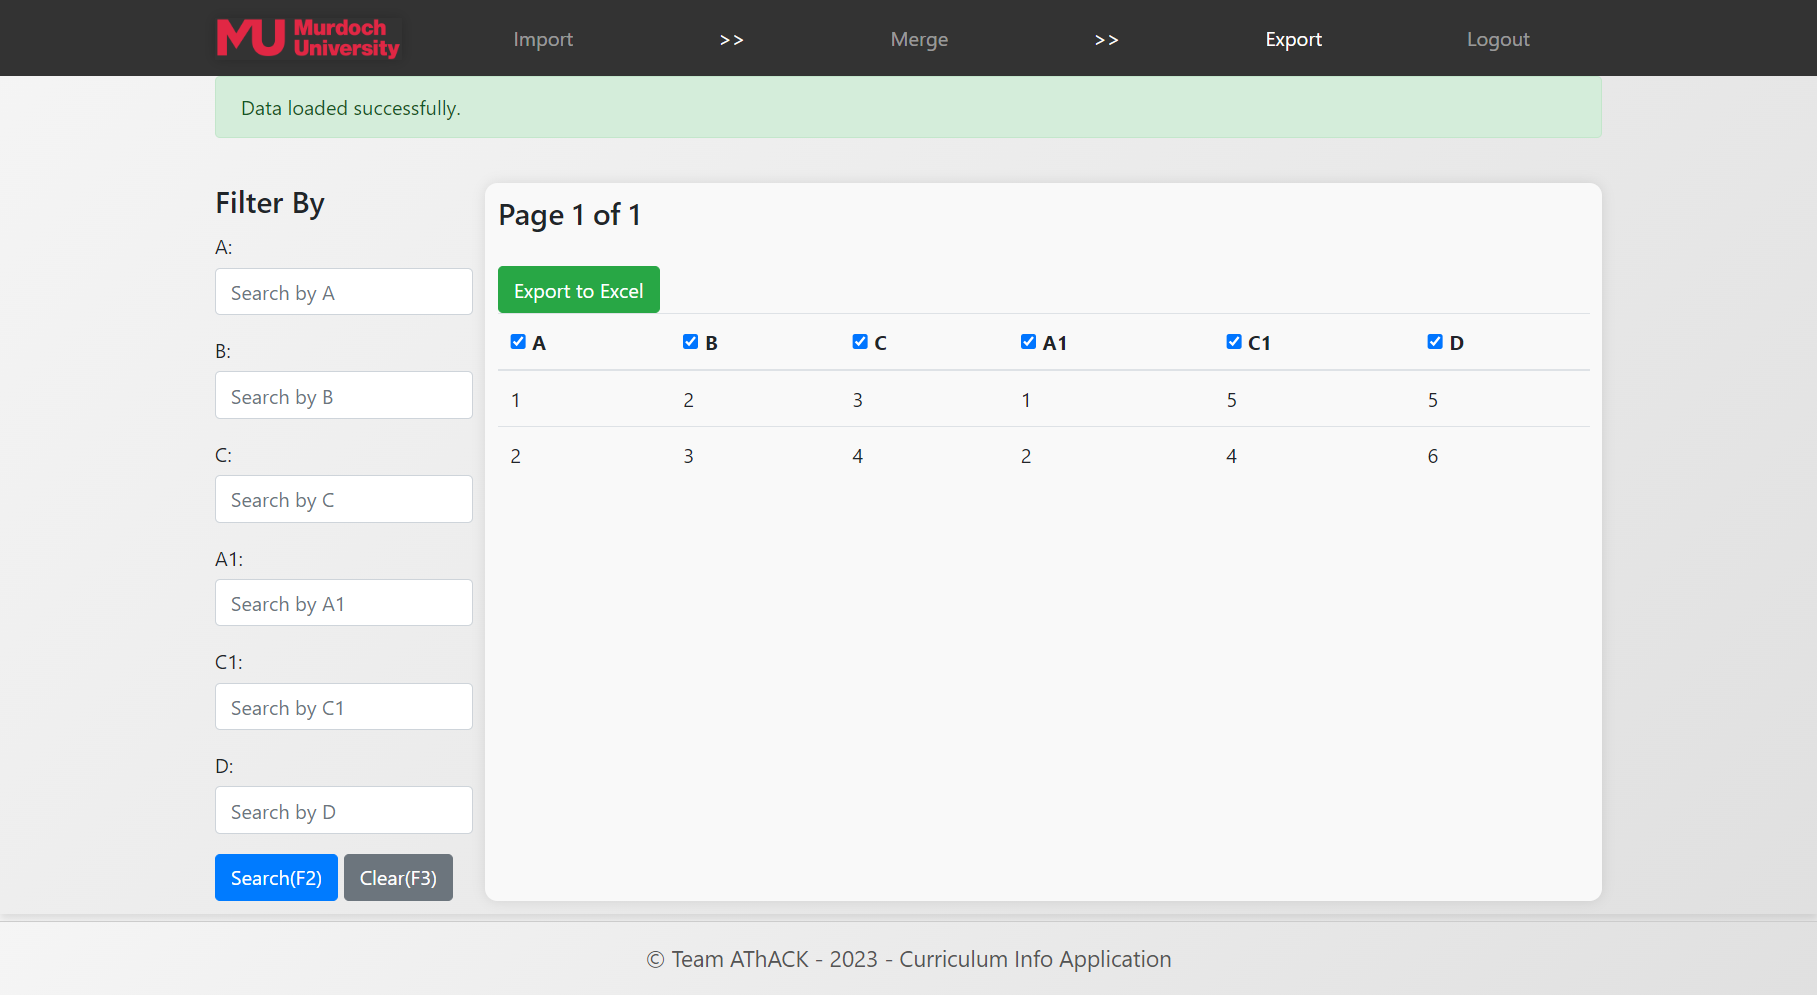 Murdoch
University
MU Import >> Merge >> Export Logout
Data loaded successfully.
Filter By
A:
Search by A
B:
Search by B
C:
Search by C
A1:
Search by A1
C1:
Search by C1
D:
Search by D
Search(F2) Clear(F3)
Page 1 of 1
Export to Excel
A B C A1 C1 D
1 2 3 1 5 5
2 3 4 2 4 6
© Team AThACK - 2023 - Curriculum Info Application